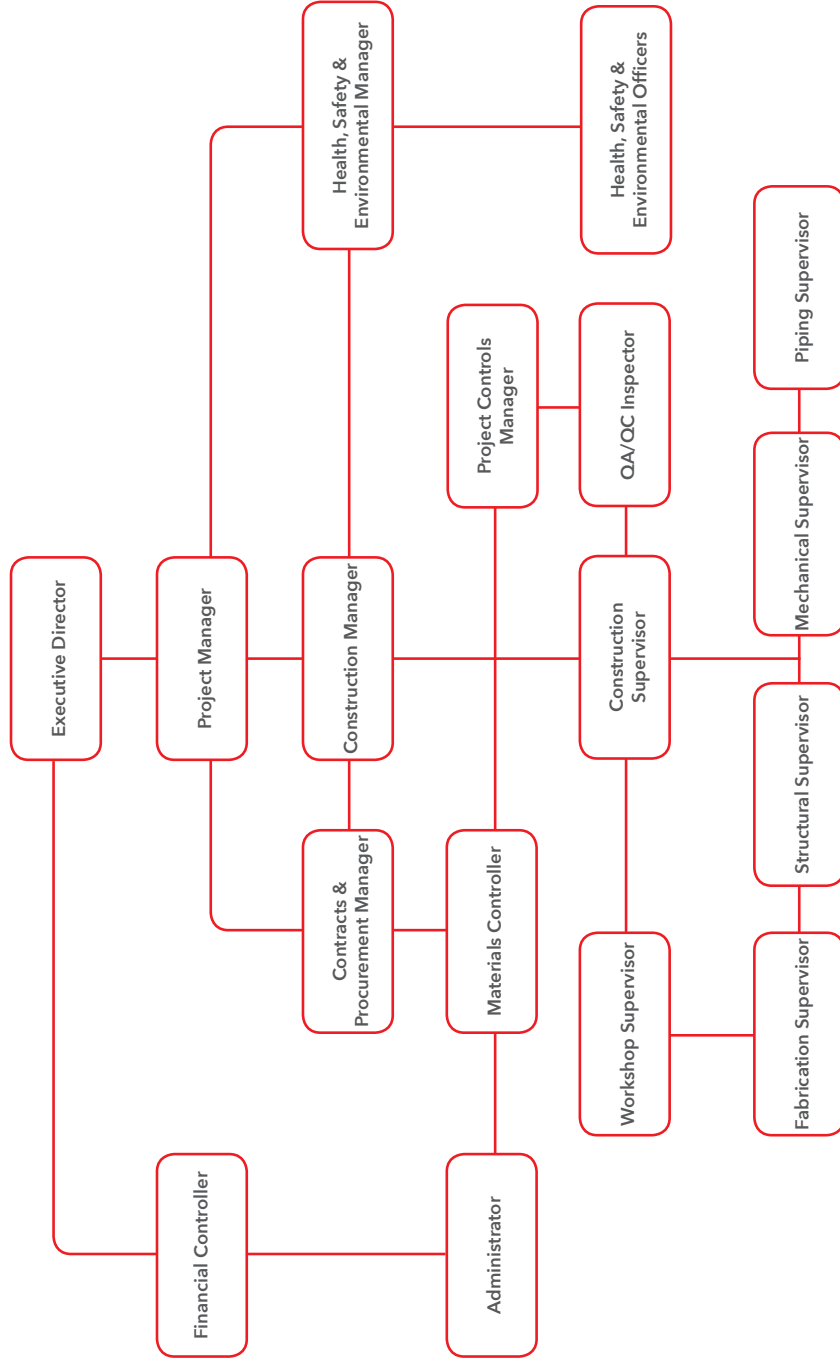 Executive Director
Financial Controller
Project Manager
Contracts &
Procurement Manager
Construction Manager
Health, Safety &
Environmental Manager
Administrator
Materials Controller
Project Controls
Manager
Workshop Supervisor
Construction
Supervisor
QA/QC Inspector
Health, Safety &
Environmental Officers
Fabrication Supervisor
Structural Supervisor
Mechanical Supervisor
Piping Supervisor